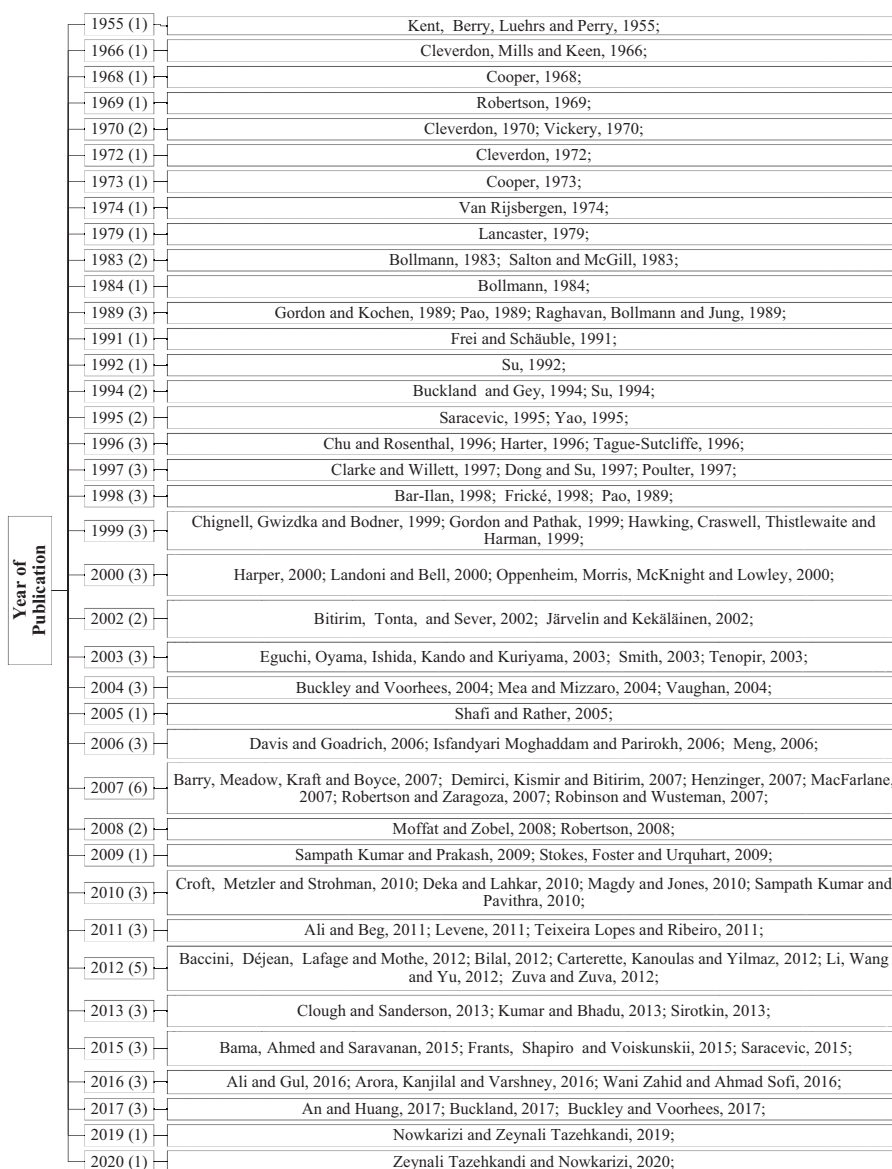 Year of
Publication
1955 (1) Kent, Berry, Luehrs and Perry, 1955;
1966 (1) Cleverdon, Mills and Keen, 1966;
1968 (1) Cooper, 1968;
1969 (1) Robertson, 1969;
1970 (2) Cleverdon, 1970; Vickery, 1970;
1972 (1) Cleverdon, 1972;
1973 (1) Cooper, 1973;
1974 (1) Van Rijsbergen, 1974;
1979 (1) Lancaster, 1979;
1983 (2) Bollmann, 1983; Salton and McGill, 1983;
1984 (1) Bollmann, 1984;
1989 (3) Gordon and Kochen, 1989; Pao, 1989; Raghavan, Bollmann and Jung, 1989;
1991 (1) Frei and Schäuble, 1991;
1992 (1) Su, 1992;
1994 (2) Buckland and Gey, 1994; Su, 1994;
1995 (2) Saracevic, 1995; Yao, 1995;
1996 (3) Chu and Rosenthal, 1996; Harter, 1996; Tague-Sutcliffe, 1996;
1997 (3) Clarke and Willett, 1997; Dong and Su, 1997; Poulter, 1997;
1998 (3) Bar-Ilan, 1998; Frické, 1998; Pao, 1989;
1999 (3) Chignell, Gwizdka and Bodner, 1999; Gordon and Pathak, 1999; Hawking, Craswell, Thistlewaite and
Harman, 1999;
2000 (3) Harper, 2000; Landoni and Bell, 2000; Oppenheim, Morris, McKnight and Lowley, 2000;
2002 (2) Bitirim, Tonta, and Sever, 2002; Järvelin and Kekäläinen, 2002;
2003 (3) Eguchi, Oyama, Ishida, Kando and Kuriyama, 2003; Smith, 2003; Tenopir, 2003;
2004 (3) Buckley and Voorhees, 2004; Mea and Mizzaro, 2004; Vaughan, 2004;
2005 (1) Shafi and Rather, 2005;
2006 (3) Davis and Goadrich, 2006; Isfandyari Moghaddam and Parirokh, 2006; Meng, 2006;
2007 (6) Barry, Meadow, Kraft and Boyce, 2007; Demirci, Kismir and Bitirim, 2007; Henzinger, 2007; MacFarlane,
2007; Robertson and Zaragoza, 2007; Robinson and Wusteman, 2007;
2008 (2) Moffat and Zobel, 2008; Robertson, 2008;
2009 (1) Sampath Kumar and Prakash, 2009; Stokes, Foster and Urquhart, 2009;
2010 (3) Croft, Metzler and Strohman, 2010; Deka and Lahkar, 2010; Magdy and Jones, 2010; Sampath Kumar and
Pavithra, 2010;
2011 (3) Ali and Beg, 2011; Levene, 2011; Teixeira Lopes and Ribeiro, 2011;
2012 (5) Baccini, Déjean, Lafage and Mothe, 2012; Bilal, 2012; Carterette, Kanoulas and Yilmaz, 2012; Li, Wang
and Yu, 2012; Zuva and Zuva, 2012;
2013 (3) Clough and Sanderson, 2013; Kumar and Bhadu, 2013; Sirotkin, 2013;
2015 (3) Bama, Ahmed and Saravanan, 2015; Frants, Shapiro and Voiskunskii, 2015; Saracevic, 2015;
2016 (3) Ali and Gul, 2016; Arora, Kanjilal and Varshney, 2016; Wani Zahid and Ahmad Sofi, 2016;
2017 (3) An and Huang, 2017; Buckland, 2017; Buckley and Voorhees, 2017;
2019 (1) Nowkarizi and Zeynali Tazehkandi, 2019;
2020 (1) Zeynali Tazehkandi and Nowkarizi, 2020;